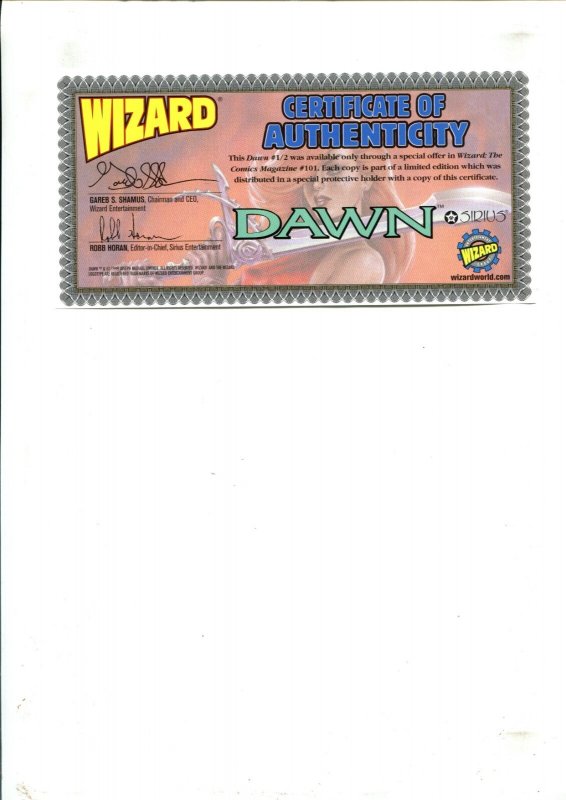 WIZARD®
CERTIFICATE OF
AUTHENTICITY
This Dawn #1/2 was available only through a special offer in Wizard: The
Comics Magazine #101. Each copy is part of a limited edition which was
distributed in a special protective holder with a copy of this certificate.
GAREB S. SHAMUS, Chairman and CEO,
Wizard Entertainment
ROBB HORAN, Editor-in-Chief, Sirius Entertainment
DAWN™
SIRIUS®
WIZARD
wizardworld.com